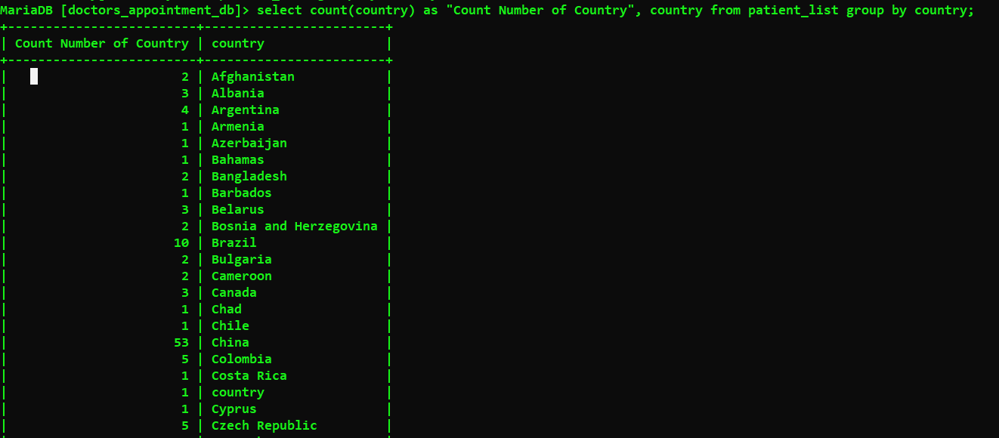 MariaDB [doctors_appointment_db]> select count(country) as "Count Number of Country", country from patient_list group by country;
+-------------------------+------------------------+
| Count Number of Country | country                |
+-------------------------+------------------------+
|                       2 | Afghanistan            |
|                       3 | Albania                |
|                       4 | Argentina              |
|                       1 | Armenia                |
|                       1 | Azerbaijan             |
|                       1 | Bahamas                |
|                       2 | Bangladesh             |
|                       1 | Barbados               |
|                       3 | Belarus                |
|                       2 | Bosnia and Herzegovina |
|                      10 | Brazil                 |
|                       2 | Bulgaria               |
|                       2 | Cameroon               |
|                       3 | Canada                 |
|                       1 | Chad                   |
|                       1 | Chile                  |
|                      53 | China                  |
|                       5 | Colombia               |
|                       1 | Costa Rica             |
|                       1 | country                |
|                       1 | Cyprus                 |
|                       5 | Czech Republic         |